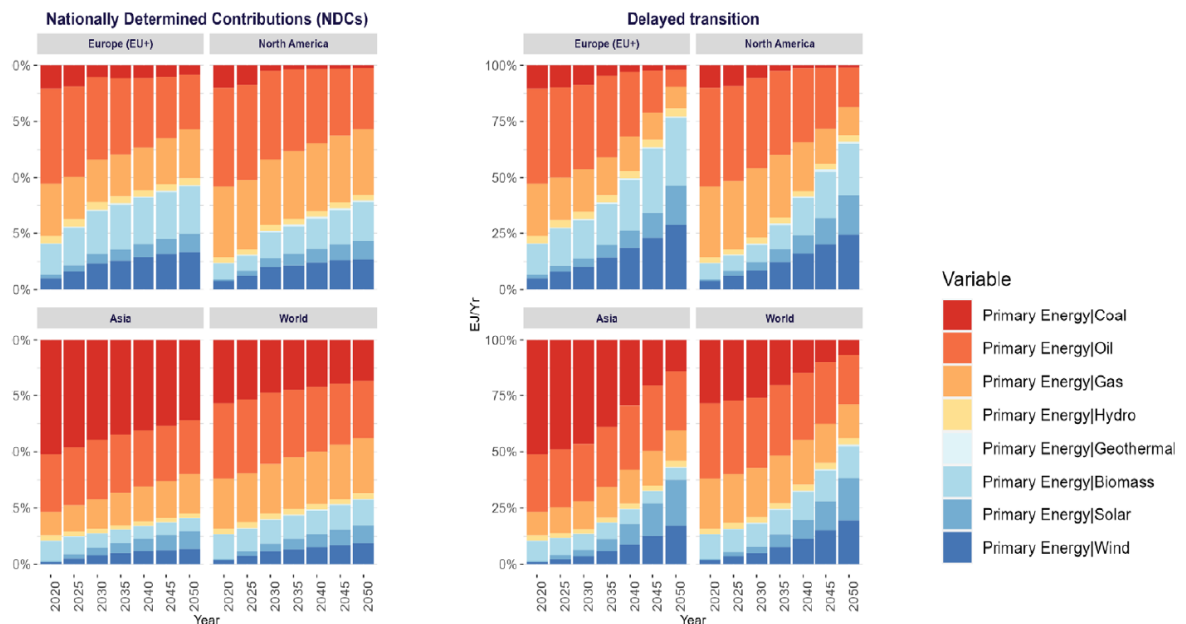 Nationally Determined Contributions (NDCs)
Europe (EU+) North America
0%
5%
0%
5%
0%
Asia World
0%
5%
0%
5%
0%
2020 2025 2030 2035 2040 2045 2050 2020 2025 2030 2035 2040 2045 2050
Year
Delayed transition
Europe (EU+) North America
100%
75%
50%
25%
0%
EJ/Yr
Asia World
100%
75%
50%
25%
0%
2020 2025 2030 2035 2040 2045 2050 2020 2025 2030 2035 2040 2045 2050
Year
Variable
Primary Energy|Coal
Primary Energy|Oil
Primary Energy|Gas
Primary Energy|Hydro
Primary Energy|Geothermal
Primary Energy|Biomass
Primary Energy|Solar
Primary Energy|Wind